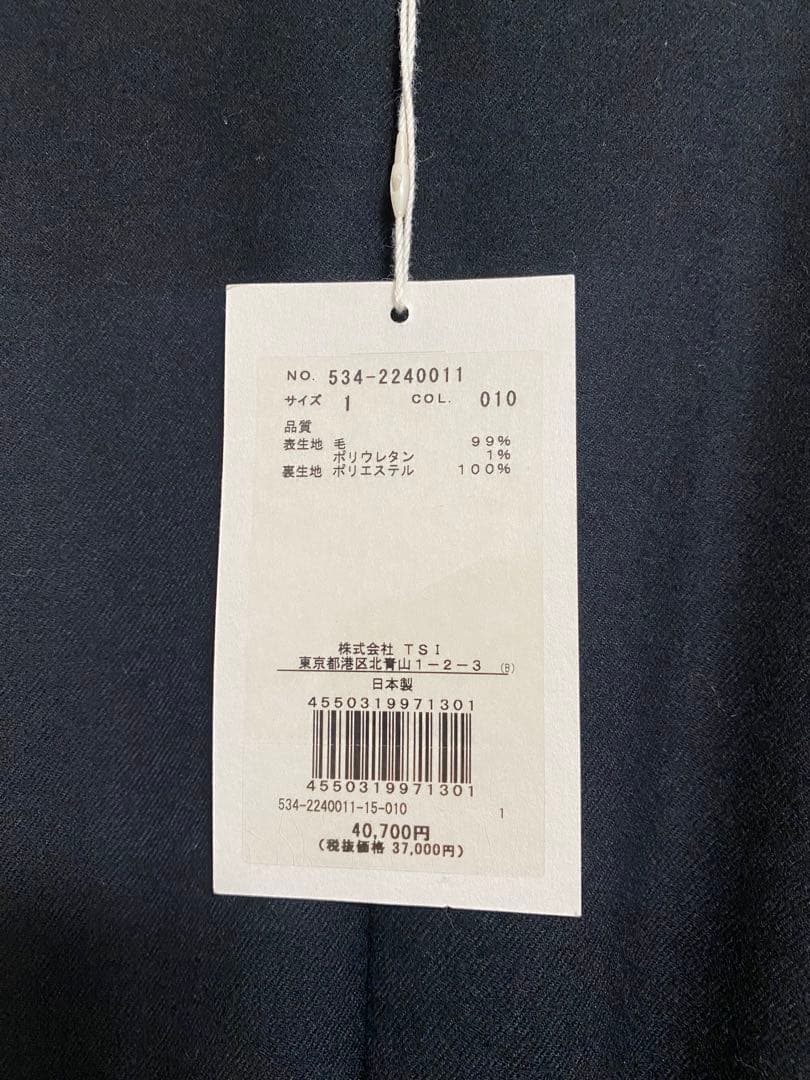 NO. 534-2240011
サイズ 1 COL. 010
品質
表生地 毛 99%
ポリウレタン 1%
裏生地 ポリエステル 100%
株式会社 TSI
東京都港区北青山1-2-3 (B)
日本製
4550319971301
4550319971301
534-2240011-15-010 1
40,700円
(税抜価格 37,000円)